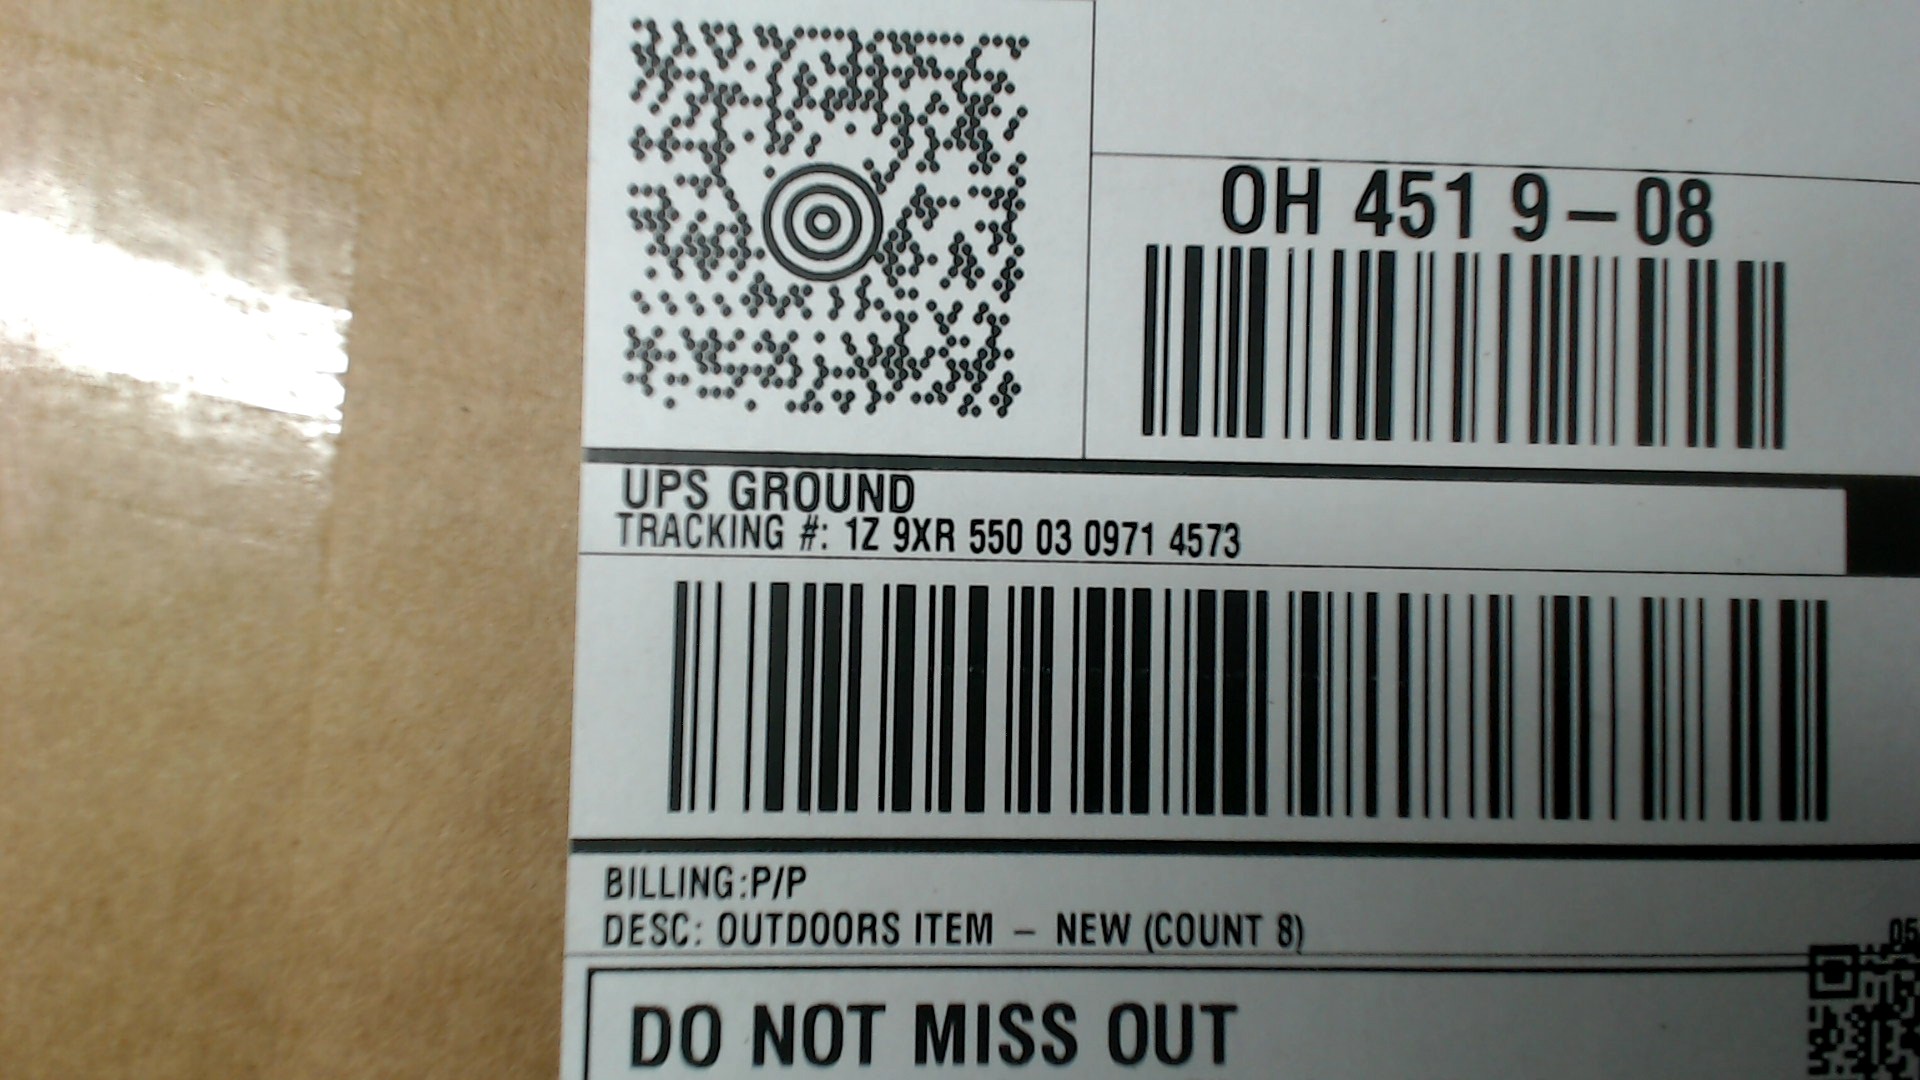 OH 451 9-08
UPS GROUND
TRACKING #: 1Z 9XR 550 03 0971 4573
BILLING:P/P
DESC: OUTDOORS ITEM - NEW (COUNT 8)
05
DO NOT MISS OUT